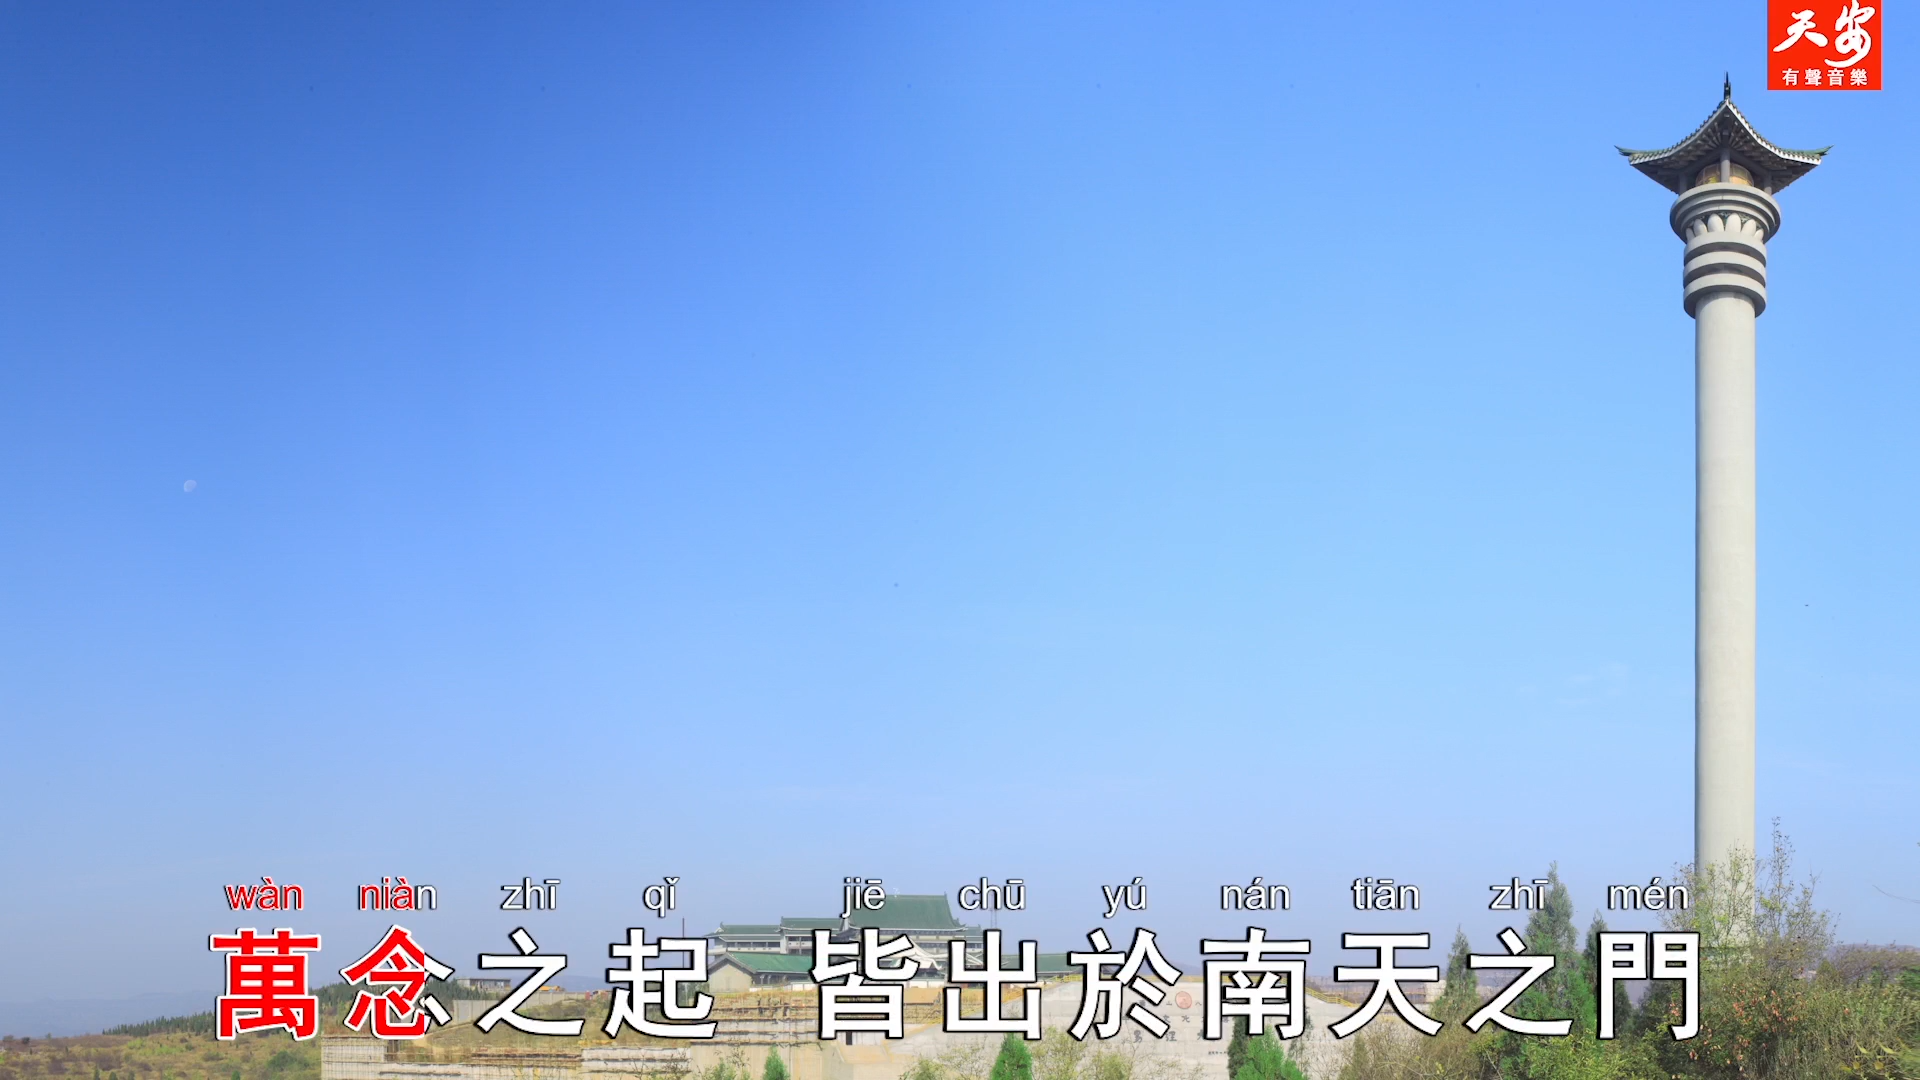 天安
有聲音樂
wàn niàn zhī qǐ jiē chū yú nán tiān zhī mén
萬念之起 皆出於南天之門